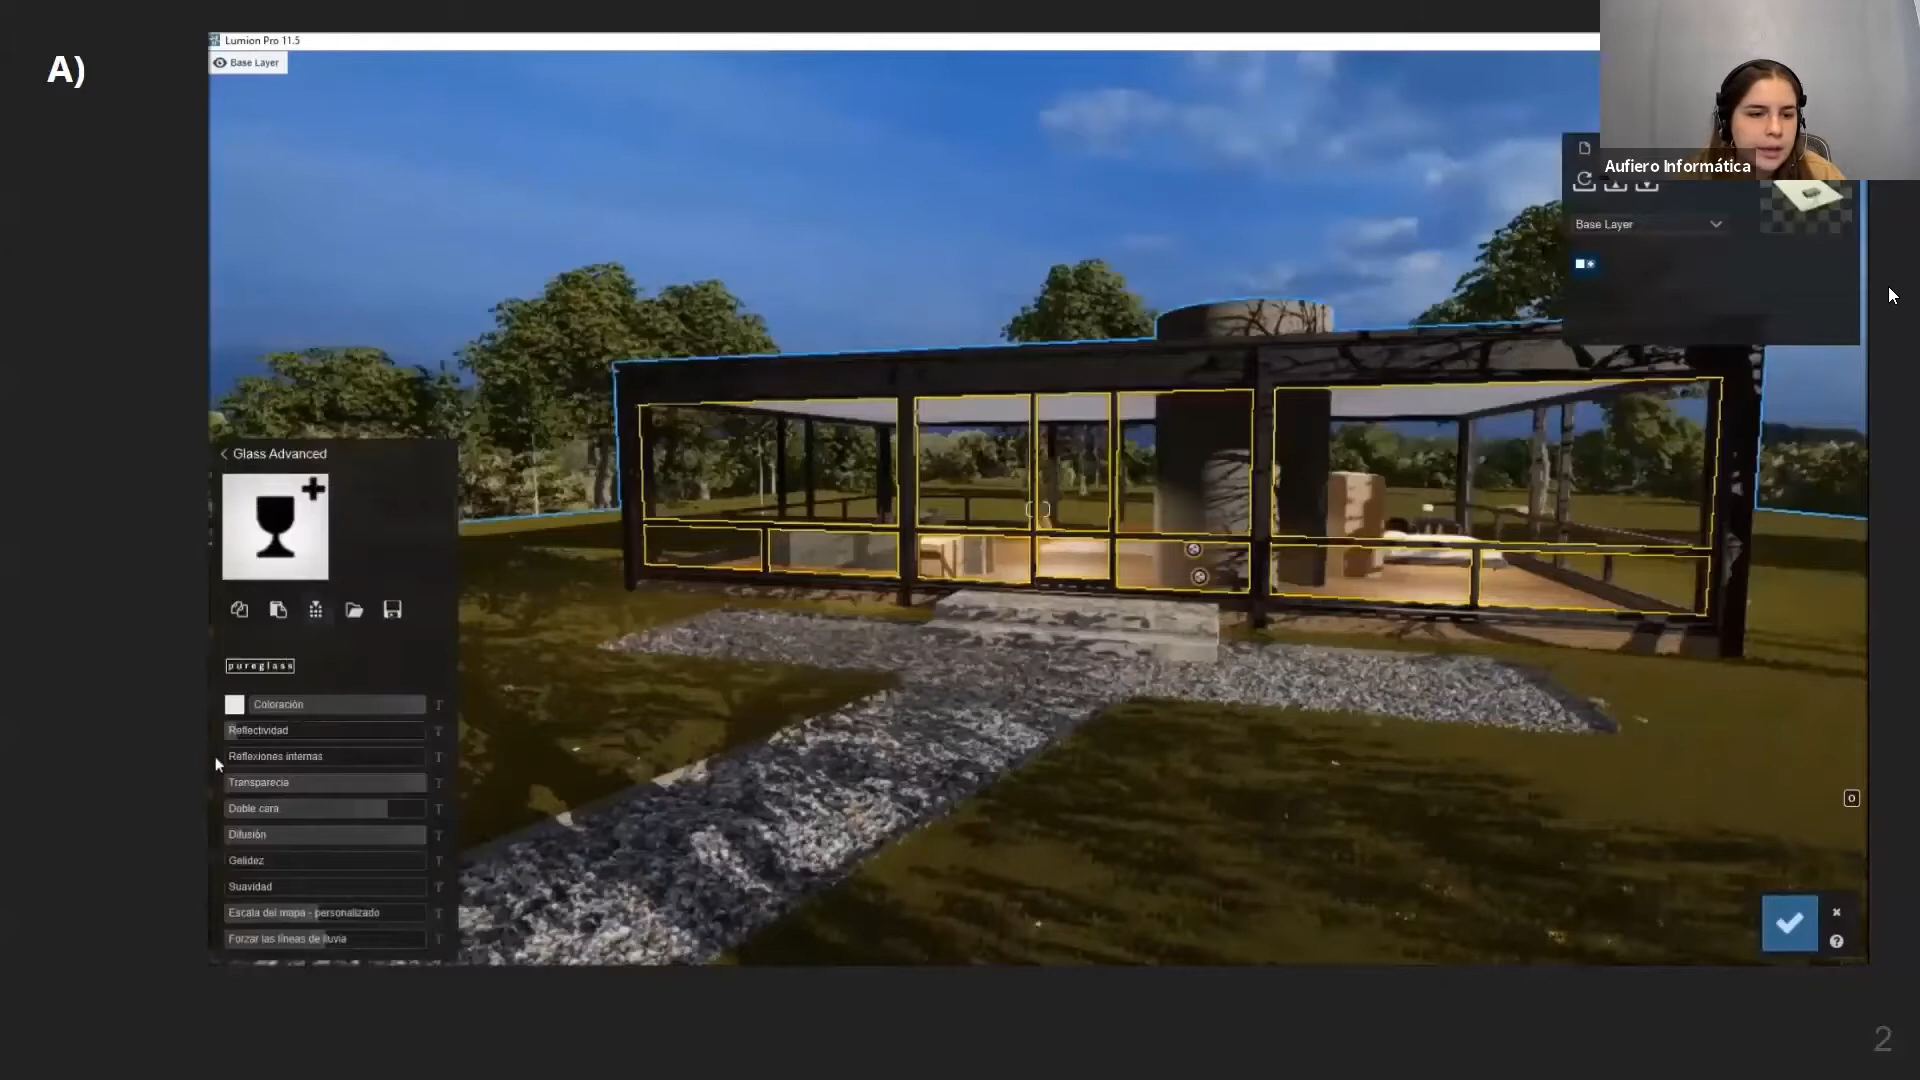 A)
Lumion Pro 11.5
Base Layer
Aufiero Informática
Base Layer
Glass Advanced
pureglass
Coloración
Reflectividad
Reflexiones internas
Transparecia
Doble cara
Difusión
Gelidez
Suavidad
Escala del mapa - personalizado
Forzar las líneas de lluvia
2